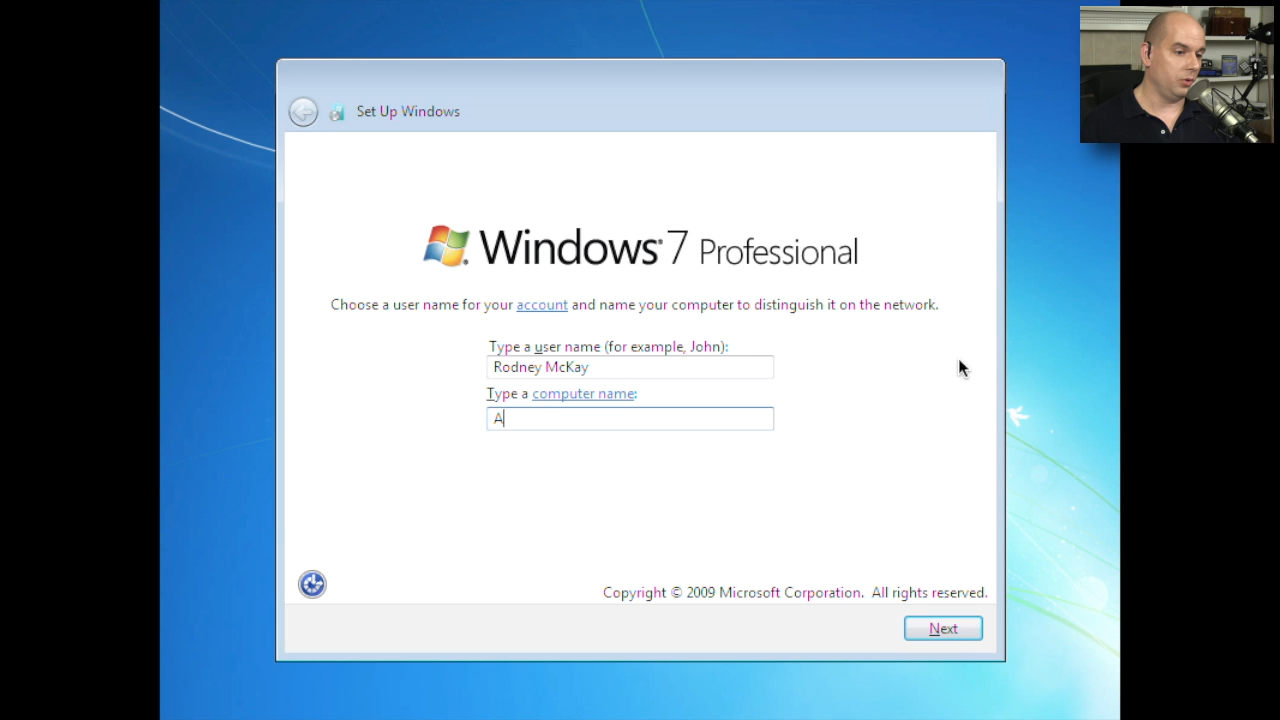 Set Up Windows
Windows 7 Professional
Choose a user name for your account and name your computer to distinguish it on the network.
Type a user name (for example, John):
Rodney McKay
Type a computer name:
A
Copyright © 2009 Microsoft Corporation. All rights reserved.
Next